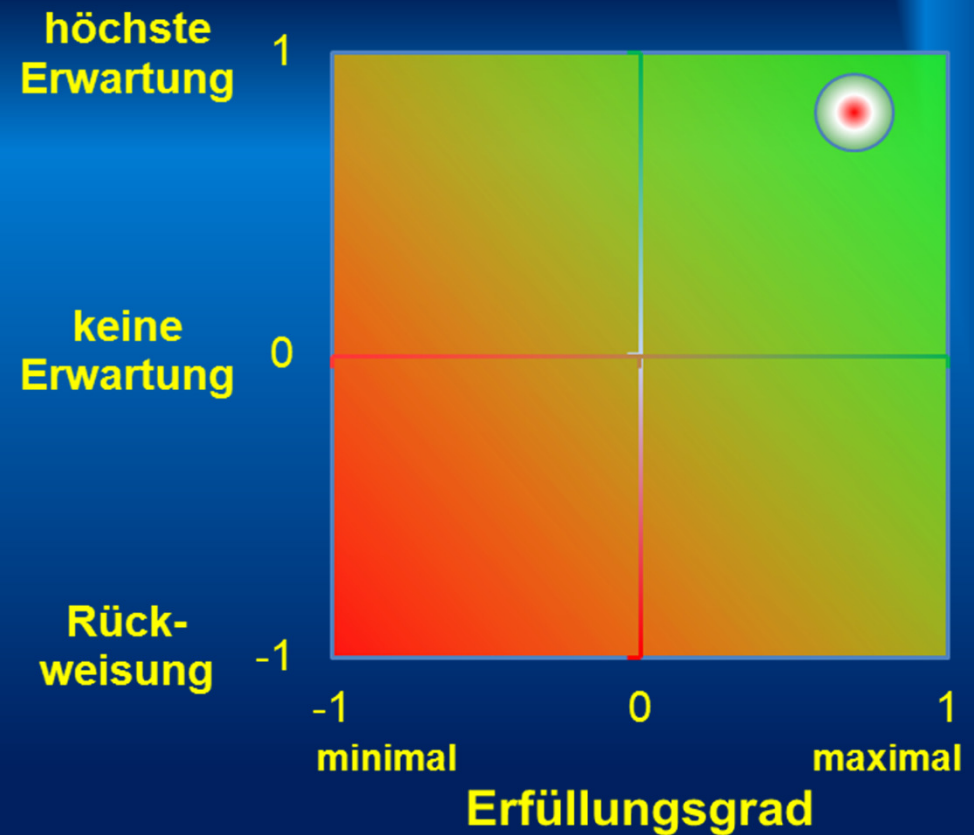 höchste
Erwartung
1
keine
Erwartung
0
Rück-
weisung
-1
-1
0
1
minimal
maximal
Erfüllungsgrad